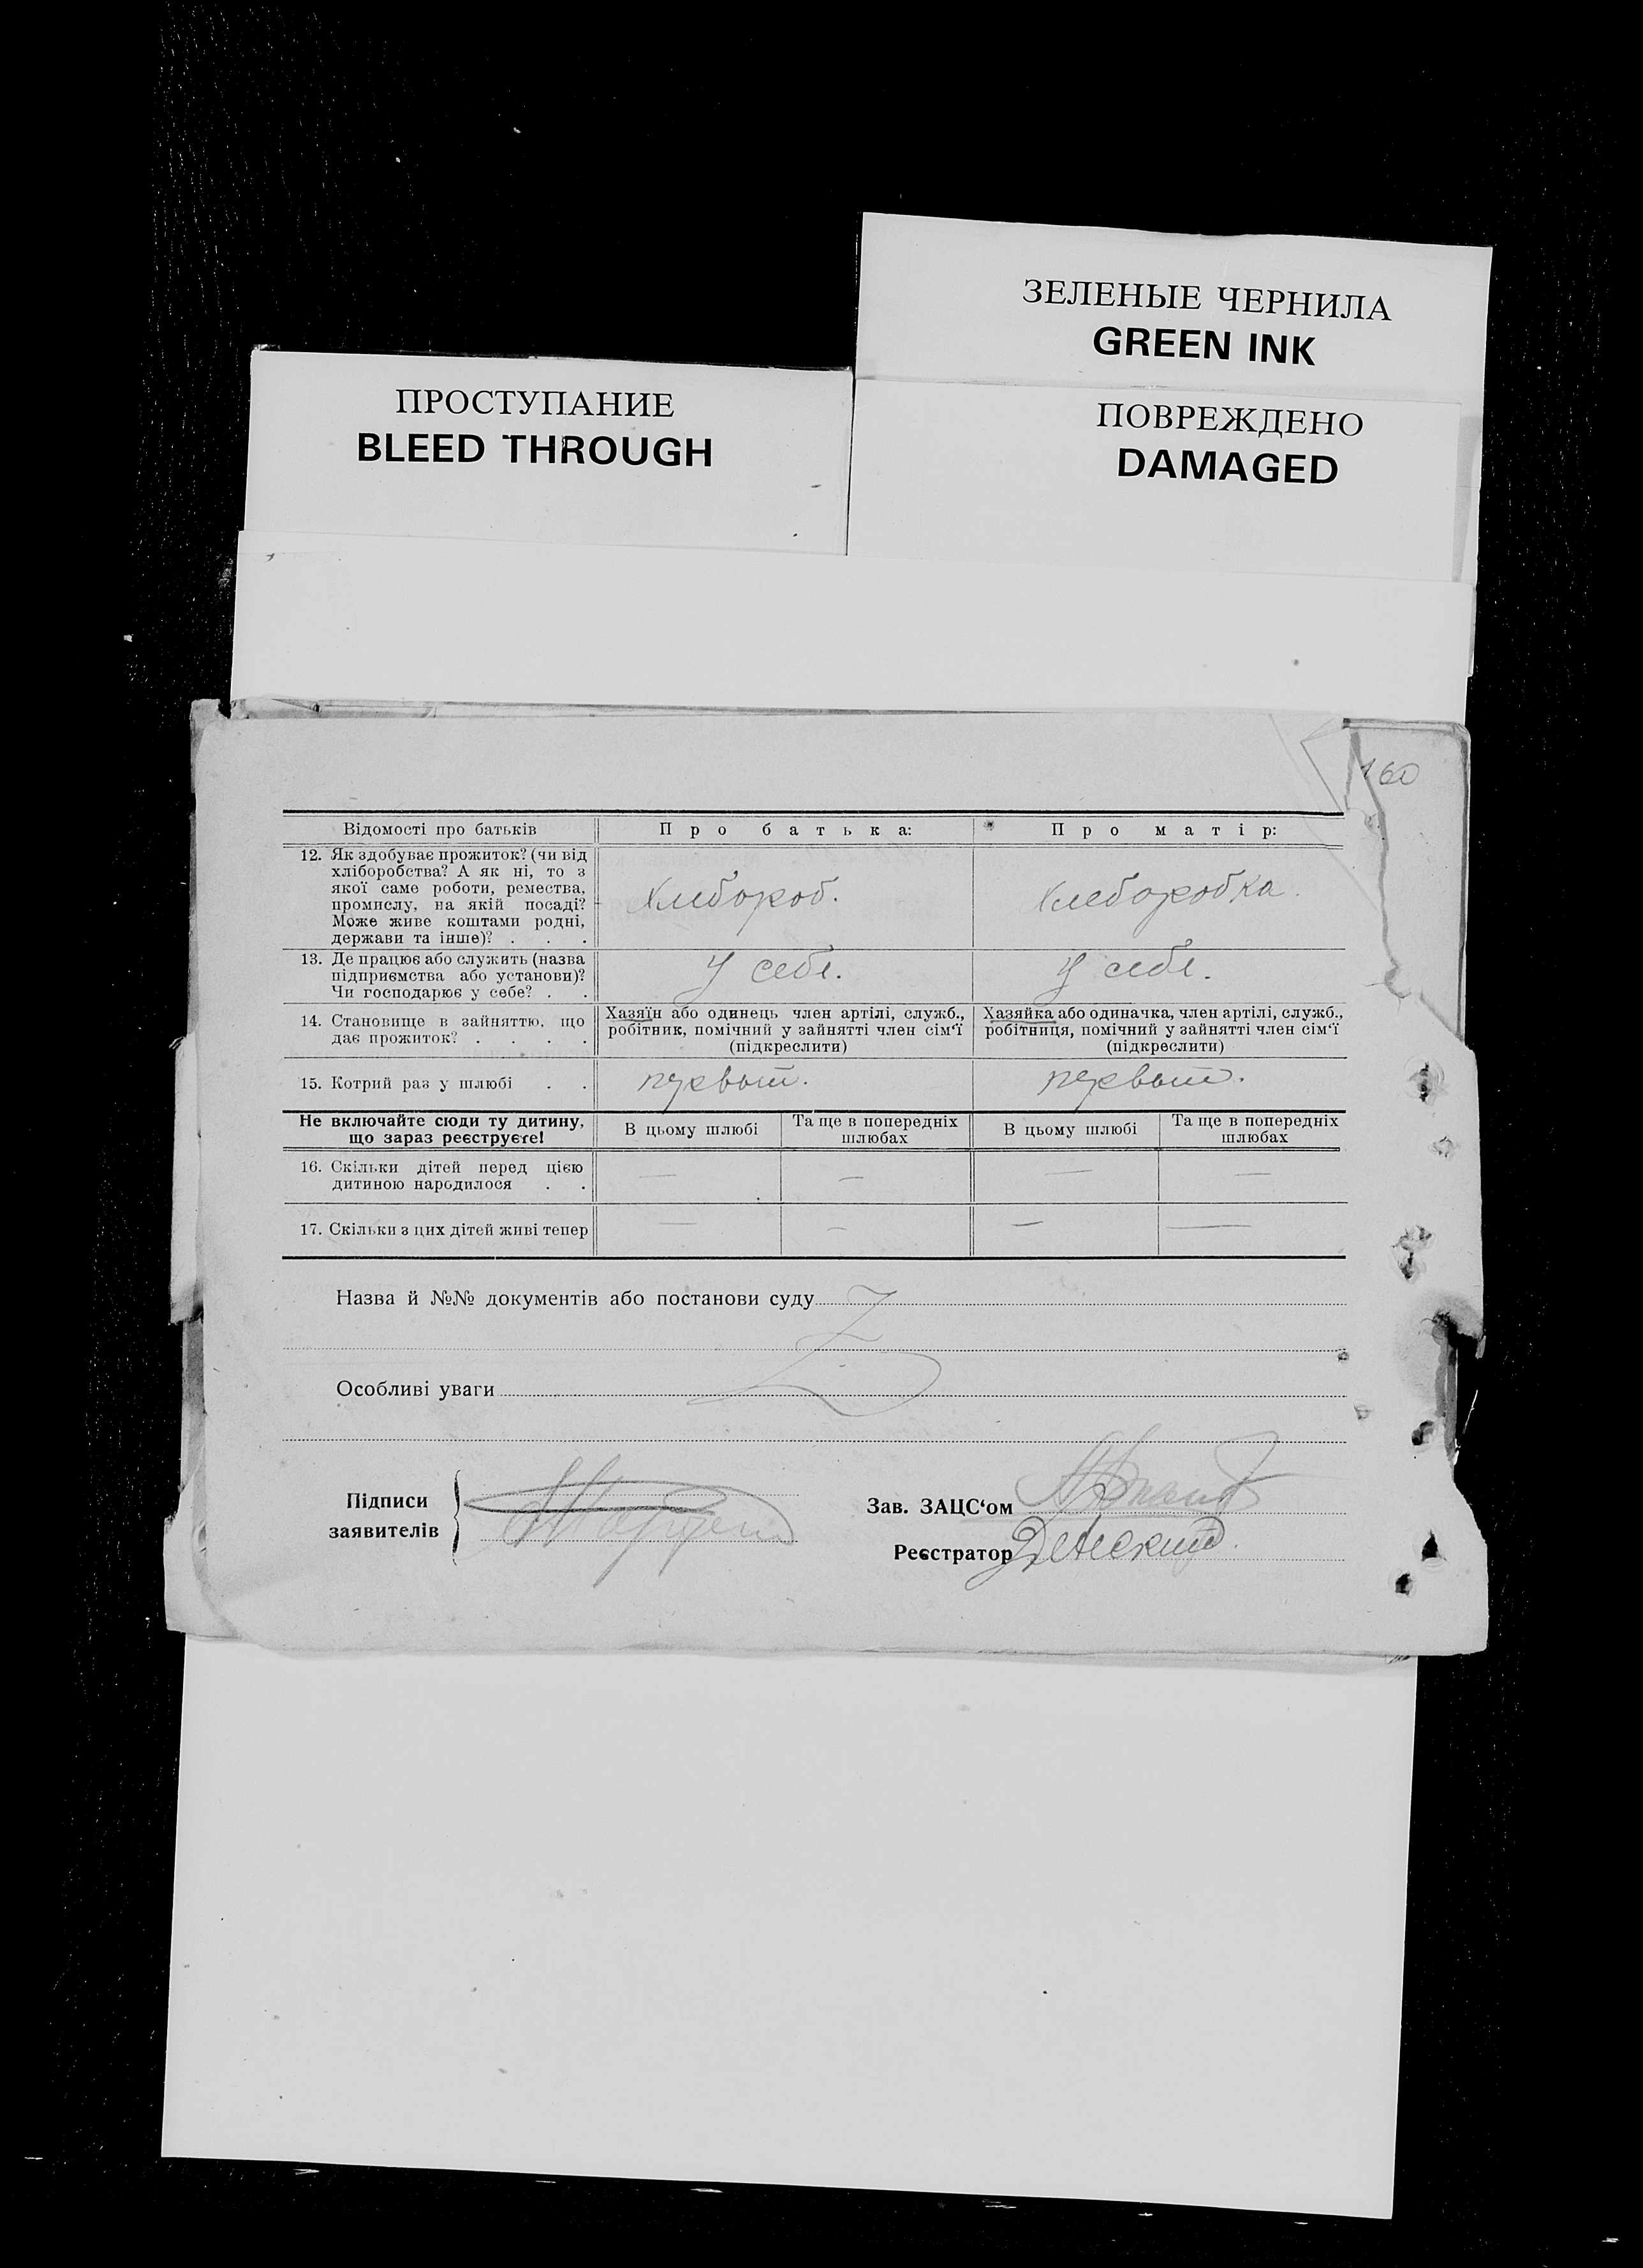 ЗЕЛЕНЫЕ ЧЕРНИЛА
GREEN INK
ПРОСТУПАНИЕ
BLEED THROUGH
ПОВРЕЖДЕНО
DAMAGED
160
Відомості про батьків
Про батька:
Про матір:
12. Як здобуває прожиток? (чи від
хліборобства? А як ні, то з
якої саме роботи, ремества,
промислу, на якій посаді?
Може живе коштами родні,
держави та інше)? . . .
Хлебороб.
Хлеборобка.
13. Де працює або служить (назва
підприємства або установи)?
Чи господарює у себе? . .
У себе.
У себе.
14. Становище в зайняттю, що
дає прожиток? . . . .
Хазяїн або одинець член артілі, служб.,
робітник, помічний у зайнятті член сім'ї
(підкреслити)
Хазяйка або одиначка, член артілі, служб.,
робітниця, помічний у зайнятті член сім'ї
(підкреслити)
15. Котрий раз у шлюбі . .
первый.
первый.
Не включайте сюди ту дитину,
що зараз реєструєте!
В цьому шлюбі
Та ще в попередніх
шлюбах
В цьому шлюбі
Та ще в попередніх
шлюбах
16. Скільки дітей перед цією
дитиною народилося . .
—
—
—
—
17. Скільки з цих дітей живі тепер
—
—
—
—
Назва й №№ документів або постанови суду
Особливі уваги
Підписи
заявителів
Зав. ЗАЦС'ом
Реєстратор